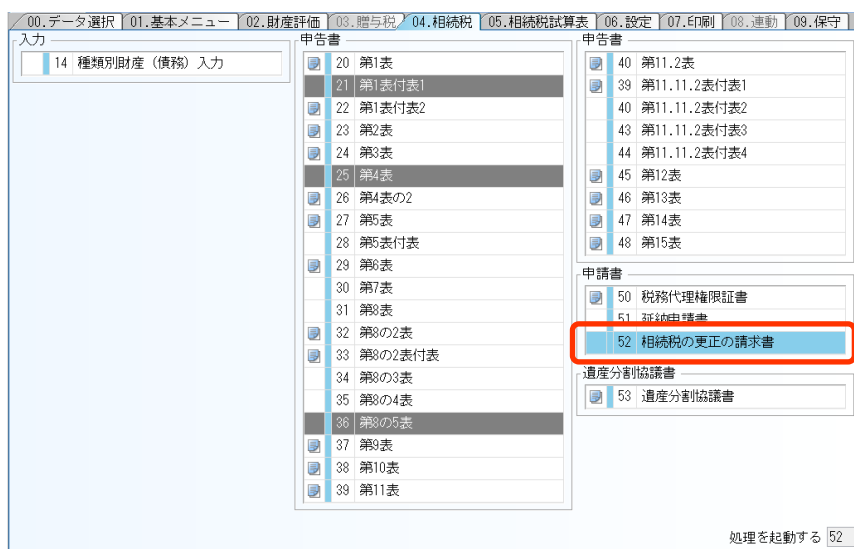 00.データ選択 01.基本メニュー 02.財産評価 03.贈与税 04.相続税 05.相続税試算表 06.設定 07.印刷 08.連動 09.保守
入力
14 種類別財産（債務）入力
申告書
20 第1表
21 第1表付表1
22 第1表付表2
23 第2表
24 第3表
25 第4表
26 第4表の2
27 第5表
28 第5表付表
29 第6表
30 第7表
31 第8表
32 第8の2表
33 第8の2表付表
34 第8の3表
35 第8の4表
36 第8の5表
37 第9表
38 第10表
39 第11表
申告書
40 第11.2表
39 第11.11.2表付表1
40 第11.11.2表付表2
43 第11.11.2表付表3
44 第11.11.2表付表4
45 第12表
46 第13表
47 第14表
48 第15表
申請書
50 税務代理権限証書
51 延納申請書
52 相続税の更正の請求書
遺産分割協議書
53 遺産分割協議書
処理を起動する 52